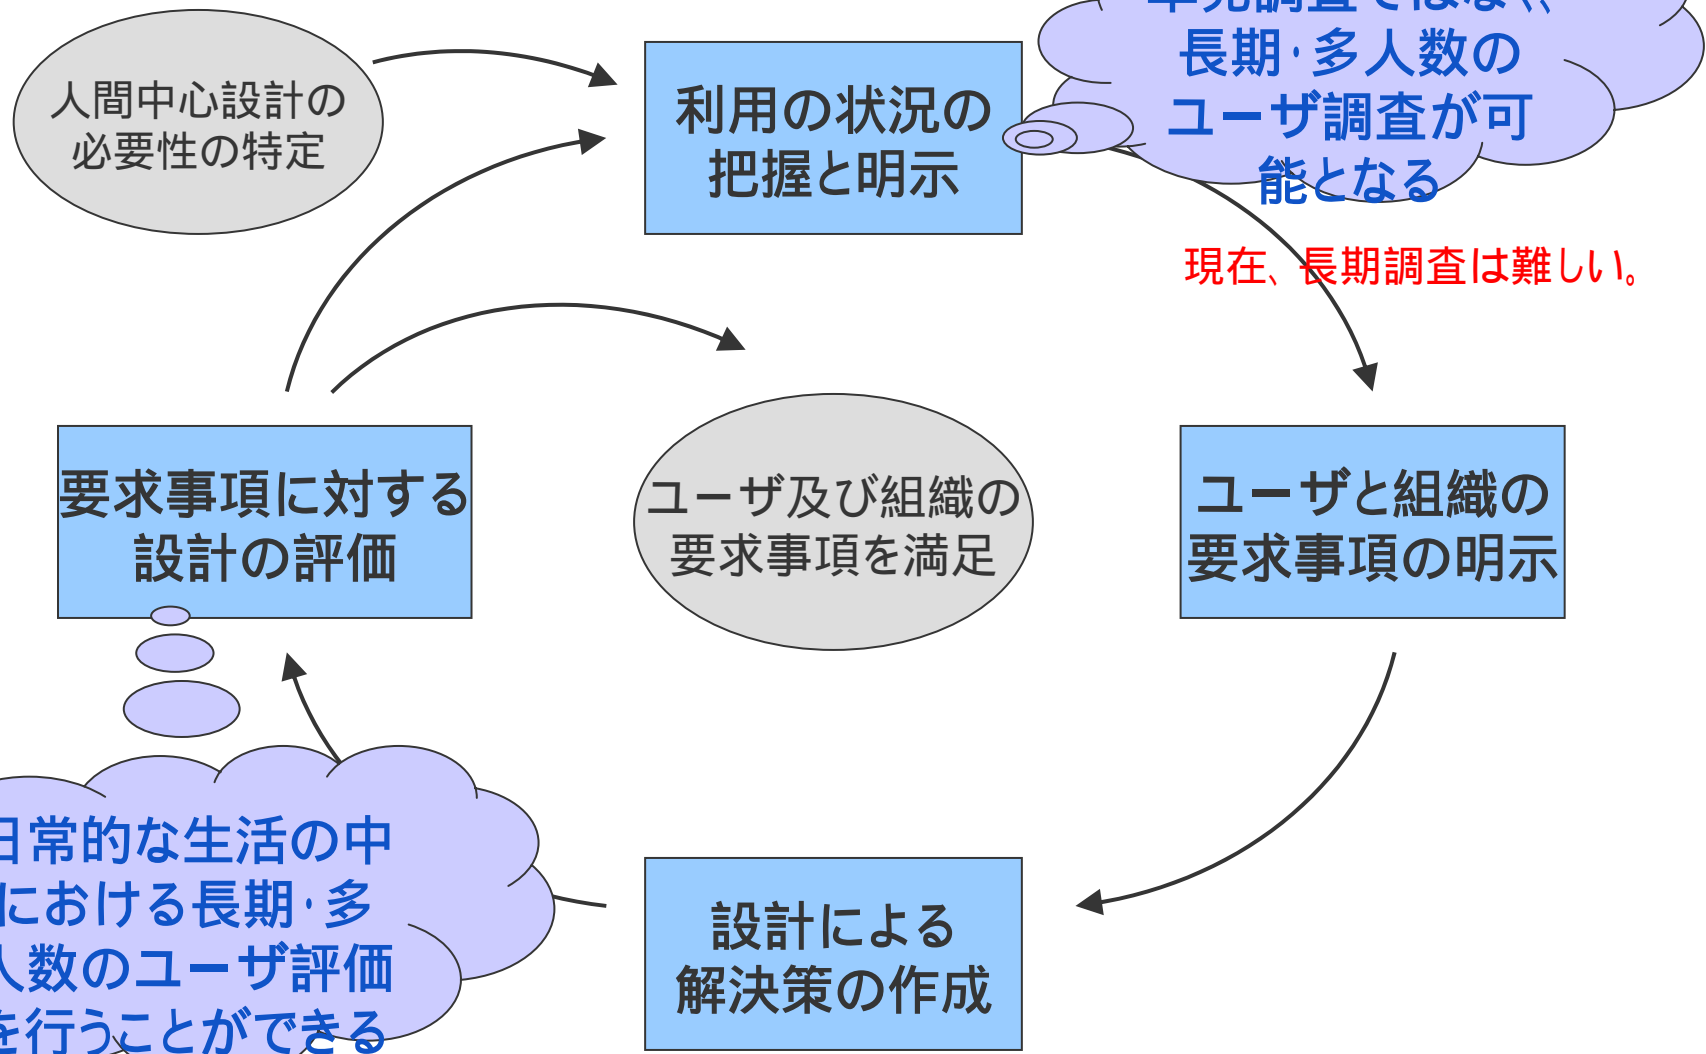 人間中心設計の
必要性の特定
利用の状況の
把握と明示
長期・多人数の
ユーザ調査が可
能となる
現在、長期調査は難しい。
要求事項に対する
設計の評価
ユーザ及び組織の
要求事項を満足
ユーザと組織の
要求事項の明示
日常的な生活の中
における長期・多
人数のユーザ評価
を行うことができる
設計による
解決策の作成